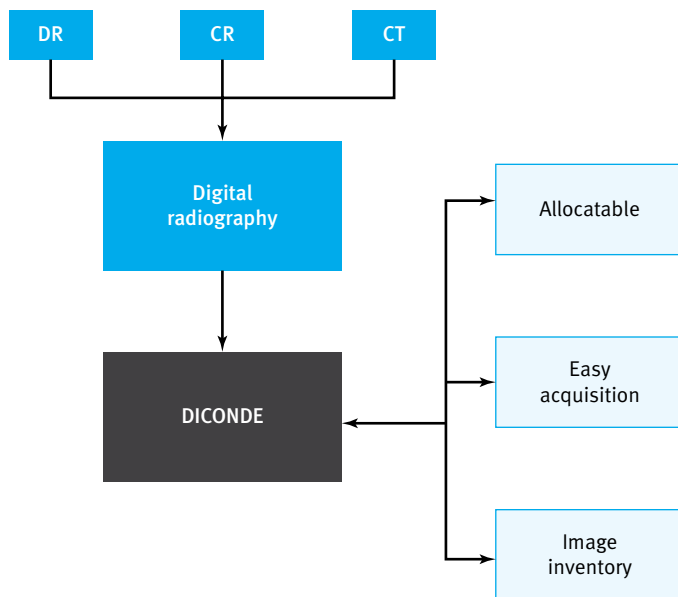 DR
CR
CT
Digital
radiography
DICONDE
Allocatable
Easy
acquisition
Image
inventory